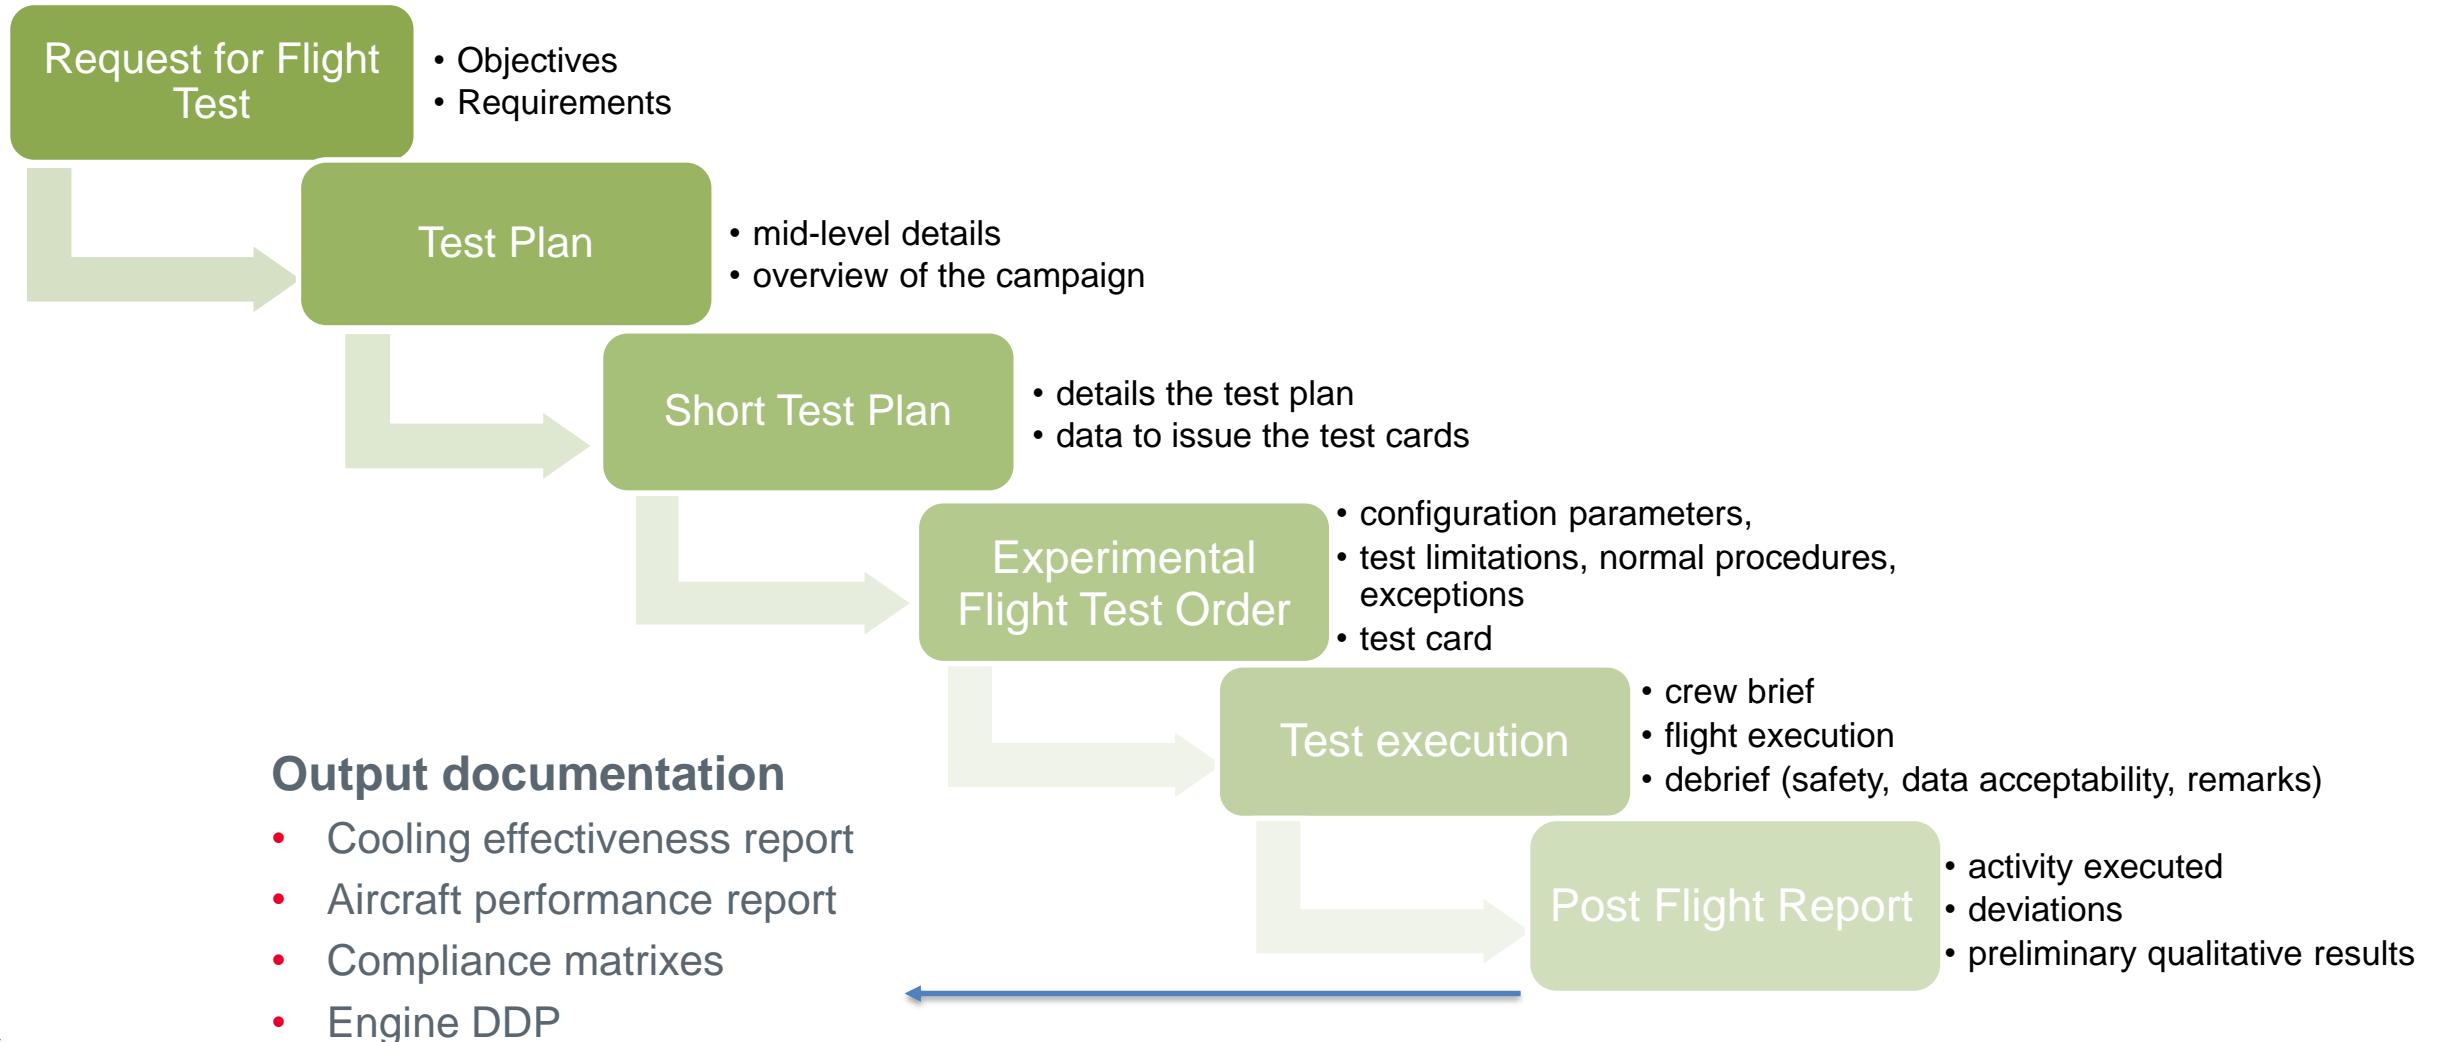 Request for Flight
Test
• Objectives
• Requirements
Test Plan
• mid-level details
• overview of the campaign
Short Test Plan
• details the test plan
• data to issue the test cards
Experimental
Flight Test Order
• configuration parameters,
• test limitations, normal procedures,
exceptions
• test card
Test execution
• crew brief
• flight execution
• debrief (safety, data acceptability, remarks)
Post Flight Report
• activity executed
• deviations
• preliminary qualitative results
Output documentation
• Cooling effectiveness report
• Aircraft performance report
• Compliance matrixes
• Engine DDP